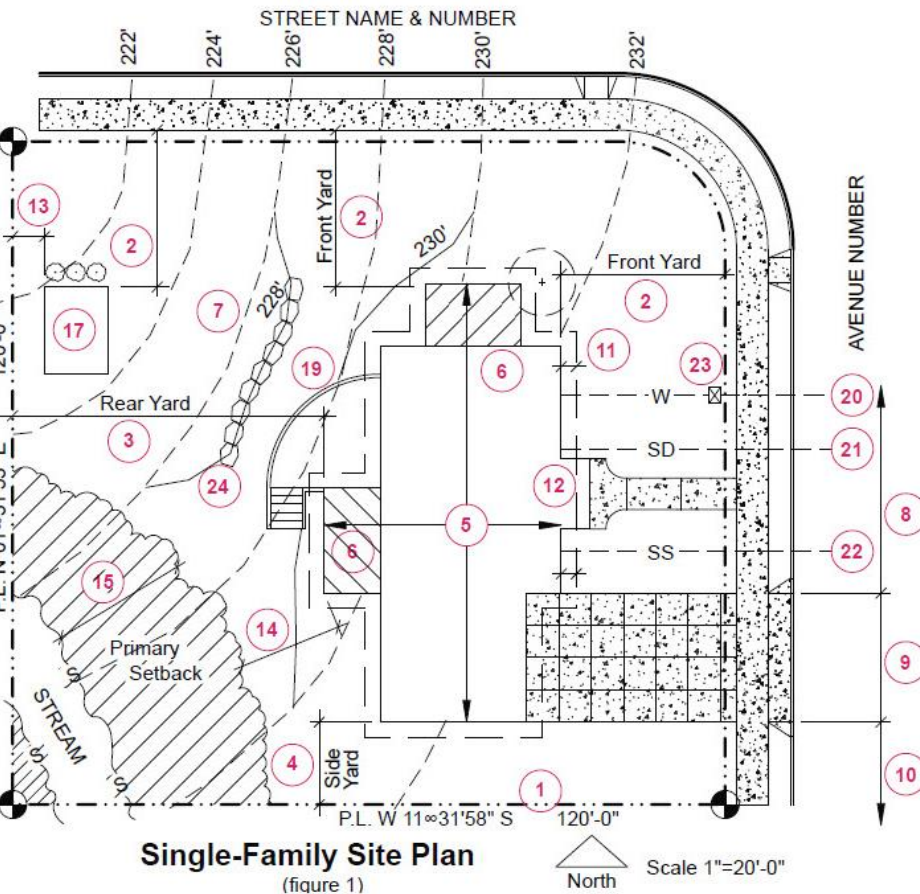 STREET NAME & NUMBER
222'
224'
226'
228'
230'
232'
13
2
Front Yard
2
230'
Front Yard
2
AVENUE NUMBER
17
7
228'
19
6
11
23
W
20
Rear Yard
3
SD
21
24
12
5
8
6
SS
22
15
14
Primary
Setback
9
STREAM
S
S
S
S
4
Side
Yard
1
10
P.L. W 11∞31'58" S
120'-0"
Single-Family Site Plan
(figure 1)
North
Scale 1"=20'-0"